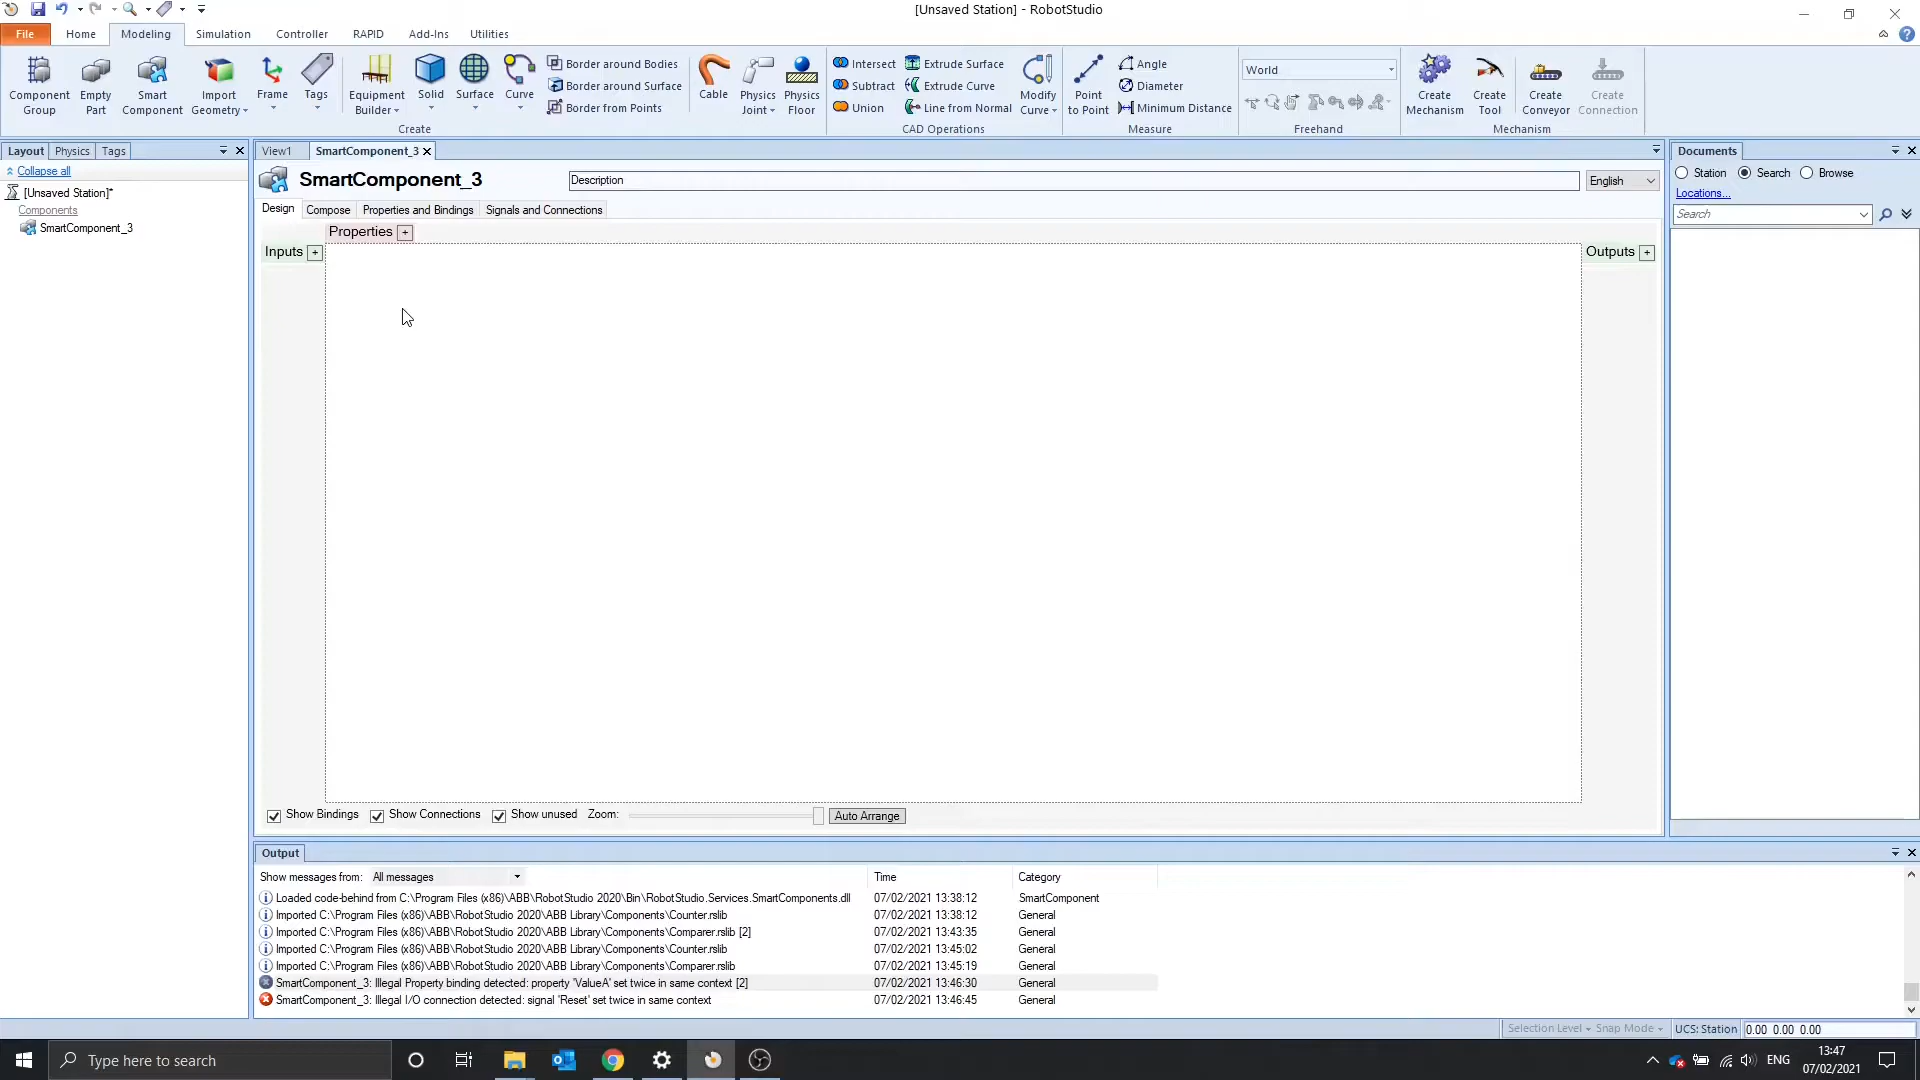 [Unsaved Station] - RobotStudio
File Home Modeling Simulation Controller RAPID Add-Ins Utilities
Component Group
Empty Part
Smart Component
Import Geometry
Frame
Tags
Equipment Builder
Solid
Surface
Curve
Border around Bodies
Border around Surface
Border from Points
Create
Cable
Physics Joint
Physics Floor
Intersect
Subtract
Union
Extrude Surface
Extrude Curve
Line from Normal
Modify Curve
CAD Operations
Point to Point
Angle
Diameter
Minimum Distance
Measure
World
Freehand
Create Mechanism
Create Tool
Create Conveyor
Create Connection
Mechanism
Layout Physics Tags
Collapse all
[Unsaved Station]*
Components
SmartComponent_3
View1 SmartComponent_3
SmartComponent_3
Description
English
Design Compose Properties and Bindings Signals and Connections
Properties +
Inputs +
Outputs +
Show Bindings Show Connections Show unused Zoom: Auto Arrange
Documents
Station Search Browse
Locations...
Search
Output
Show messages from: All messages Time Category
Loaded code-behind from C:\Program Files (x86)\ABB\RobotStudio 2020\Bin\RobotStudio.Services.SmartComponents.dll 07/02/2021 13:38:12 SmartComponent
Imported C:\Program Files (x86)\ABB\RobotStudio 2020\ABB Library\Components\Counter.rslib 07/02/2021 13:38:12 General
Imported C:\Program Files (x86)\ABB\RobotStudio 2020\ABB Library\Components\Comparer.rslib [2] 07/02/2021 13:43:35 General
Imported C:\Program Files (x86)\ABB\RobotStudio 2020\ABB Library\Components\Counter.rslib 07/02/2021 13:45:02 General
Imported C:\Program Files (x86)\ABB\RobotStudio 2020\ABB Library\Components\Comparer.rslib 07/02/2021 13:45:19 General
SmartComponent_3: Illegal Property binding detected: property 'ValueA' set twice in same context [2] 07/02/2021 13:46:30 General
SmartComponent_3: Illegal I/O connection detected: signal 'Reset' set twice in same context 07/02/2021 13:46:45 General
Selection Level Snap Mode UCS: Station 0.00 0.00 0.00
Type here to search
ENG
13:47
07/02/2021